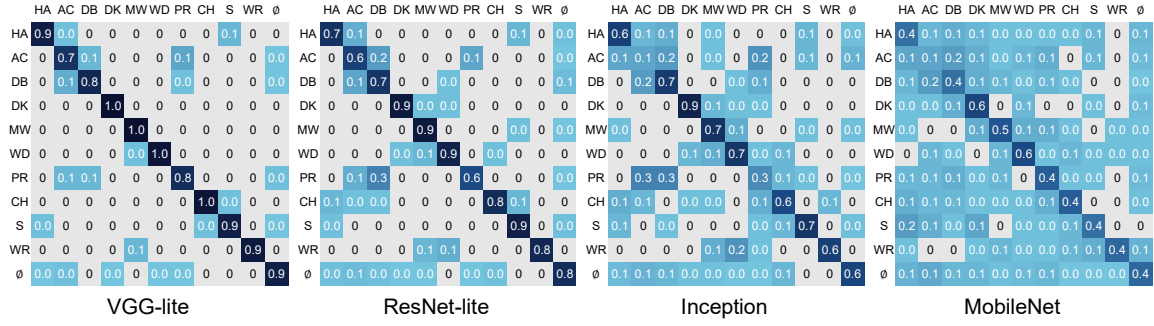 HA AC DB DK MW WD PR CH S WR ø
HA 0.9 0.0 0 0 0 0 0 0 0.1 0 0.0
AC 0 0.7 0.1 0 0 0 0.1 0 0 0 0.0
DB 0 0.1 0.8 0 0 0 0 0 0 0 0.0
DK 0 0 0 1.0 0 0 0 0 0 0 0
MW 0 0 0 0 1.0 0 0 0 0 0 0
WD 0 0 0 0 0.0 1.0 0 0 0 0 0
PR 0 0.1 0.1 0 0 0 0.8 0 0 0 0.0
CH 0 0 0 0 0 0 0 1.0 0.0 0 0
S 0.0 0 0 0 0 0 0 0.0 0.9 0 0.0
WR 0 0 0 0 0.1 0 0 0 0 0.9 0
ø 0.0 0.0 0 0.0 0 0.0 0.0 0 0 0 0.9
VGG-lite
HA AC DB DK MW WD PR CH S WR ø
HA 0.7 0.1 0 0 0 0 0 0 0.1 0 0.0
AC 0 0.6 0.2 0 0 0 0.1 0 0 0 0.0
DB 0 0.1 0.7 0 0 0.0 0 0 0 0 0.1
DK 0 0 0 0.9 0.0 0.0 0 0 0 0 0
MW 0 0 0 0 0.9 0 0 0 0.0 0 0.0
WD 0 0 0 0.0 0.1 0.9 0 0.0 0 0 0
PR 0 0.1 0.3 0 0 0 0.6 0 0 0 0.0
CH 0.1 0.0 0.0 0 0 0 0 0.8 0.1 0 0
S 0.0 0 0 0 0 0 0 0 0.9 0 0.0
WR 0 0 0 0 0.1 0.1 0 0 0 0.8 0
ø 0.0 0.1 0.0 0.0 0.0 0.0 0 0.0 0 0 0.8
ResNet-lite
HA AC DB DK MW WD PR CH S WR ø
HA 0.6 0.1 0.1 0 0 0 0.1 0 0.1 0 0.0
AC 0.1 0.1 0.2 0 0 0 0.2 0 0.1 0 0.1
DB 0 0.2 0.7 0 0 0.0 0.1 0 0 0 0.0
DK 0 0 0 0.9 0.1 0.0 0.0 0 0 0 0
MW 0.0 0 0 0 0.7 0.1 0 0 0.0 0 0.0
WD 0 0 0 0.1 0.1 0.7 0.0 0.1 0 0 0
PR 0 0.3 0.3 0 0 0 0.3 0.1 0 0 0.0
CH 0.1 0.1 0 0.1 0 0 0.0 0.6 0.1 0 0.0
S 0.1 0 0.0 0 0 0 0.0 0.1 0.7 0 0.0
WR 0 0 0 0 0.0 0.2 0.0 0 0 0.6 0
ø 0.1 0.1 0.1 0.0 0.1 0.0 0.0 0.1 0 0 0.6
Inception
HA AC DB DK MW WD PR CH S WR ø
HA 0.4 0.1 0.1 0.1 0.0 0.0 0.0 0.0 0.1 0 0.1
AC 0.1 0.1 0.2 0.1 0.0 0.0 0.1 0.1 0 0.0 0.1
DB 0.1 0.2 0.4 0.1 0.0 0.0 0.1 0.0 0.1 0 0.1
DK 0.0 0.0 0.1 0.6 0 0.1 0 0 0.0 0 0.1
MW 0.0 0 0 0.1 0.5 0.1 0.1 0.0 0 0.0 0.0
WD 0 0.1 0.0 0 0.1 0.6 0.0 0.1 0.0 0.0 0.0
PR 0.0 0.1 0.0 0.1 0.1 0 0.4 0.1 0.0 0 0.1
CH 0.1 0.1 0.1 0.0 0.0 0.0 0.1 0.4 0.0 0 0.1
S 0.2 0.1 0.0 0.1 0 0.0 0.0 0.1 0.4 0 0.1
WR 0.0 0 0 0.1 0.0 0.0 0.0 0.1 0.0 0.4 0.1
ø 0.1 0.1 0.1 0.1 0.0 0.1 0.1 0.0 0.0 0.0 0.4
MobileNet